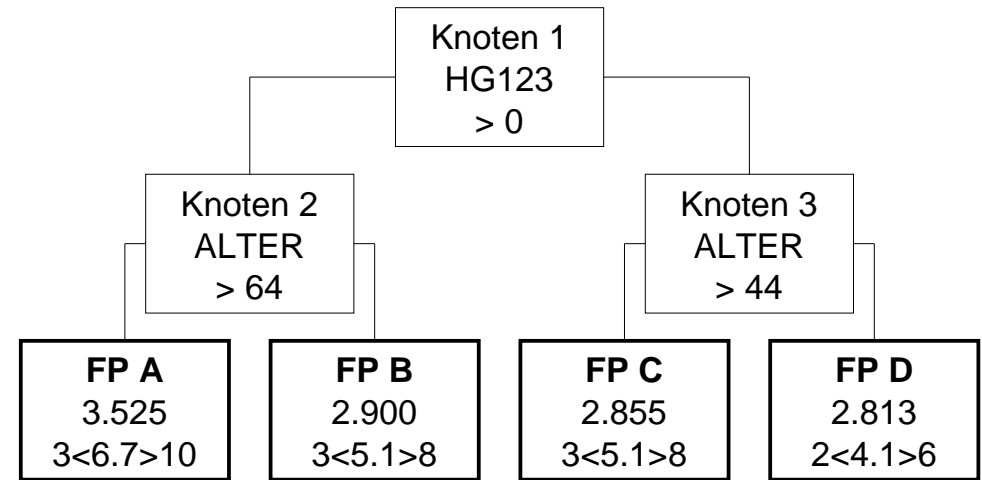 Knoten 1
HG123
> 0
Knoten 2
ALTER
> 64
Knoten 3
ALTER
> 44
FP A
3.525
3<6.7>10
FP B
2.900
3<5.1>8
FP C
2.855
3<5.1>8
FP D
2.813
2<4.1>6